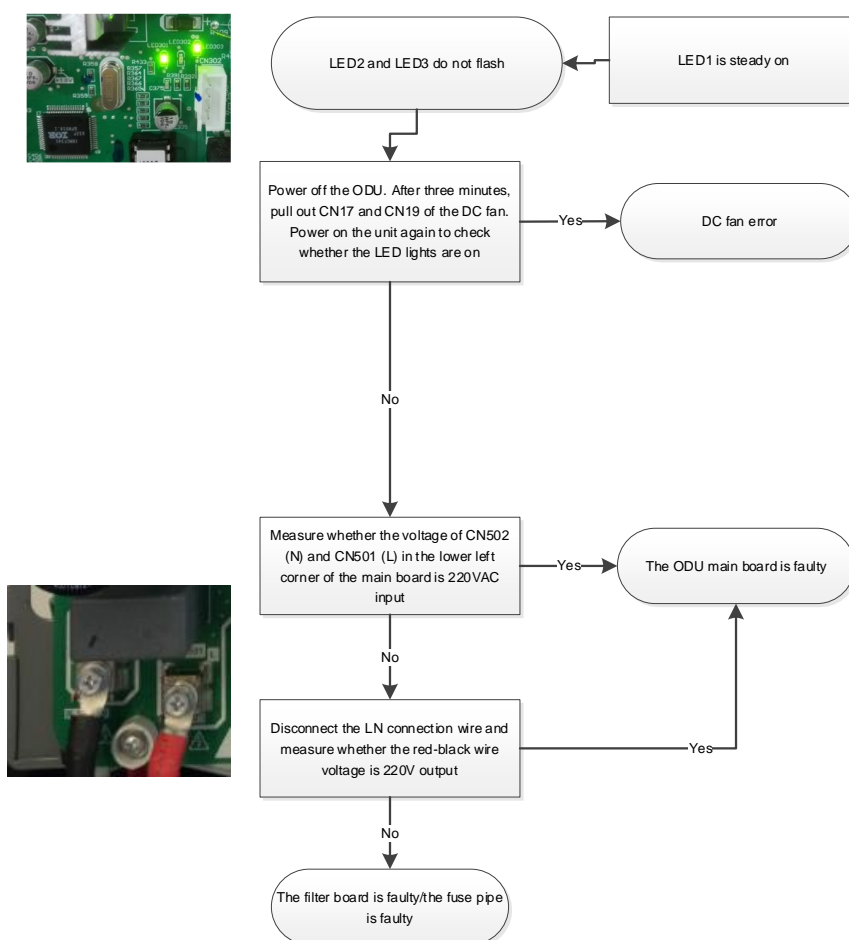 LED2 and LED3 do not flash
LED1 is steady on
LED301
LED302
LED303
CN302
Power off the ODU. After three minutes,
pull out CN17 and CN19 of the DC fan.
Power on the unit again to check
whether the LED lights are on
Yes
DC fan error
No
Measure whether the voltage of CN502
(N) and CN501 (L) in the lower left
corner of the main board is 220VAC
input
Yes
The ODU main board is faulty
No
Disconnect the LN connection wire and
measure whether the red-black wire
voltage is 220V output
Yes
No
The filter board is faulty/the fuse pipe
is faulty